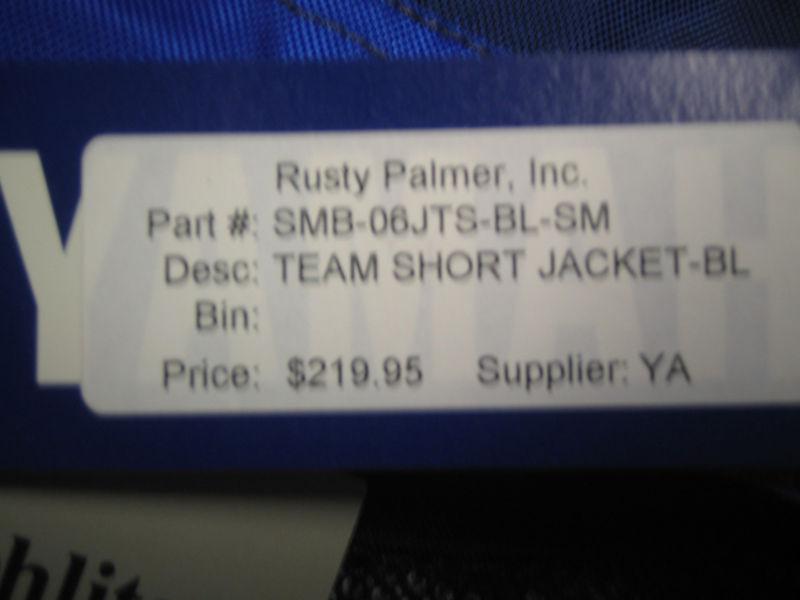 YAMAH
Rusty Palmer, Inc.
Part #: SMB-06JTS-BL-SM
Desc: TEAM SHORT JACKET-BL
Bin:
Price: $219.95 Supplier: YA